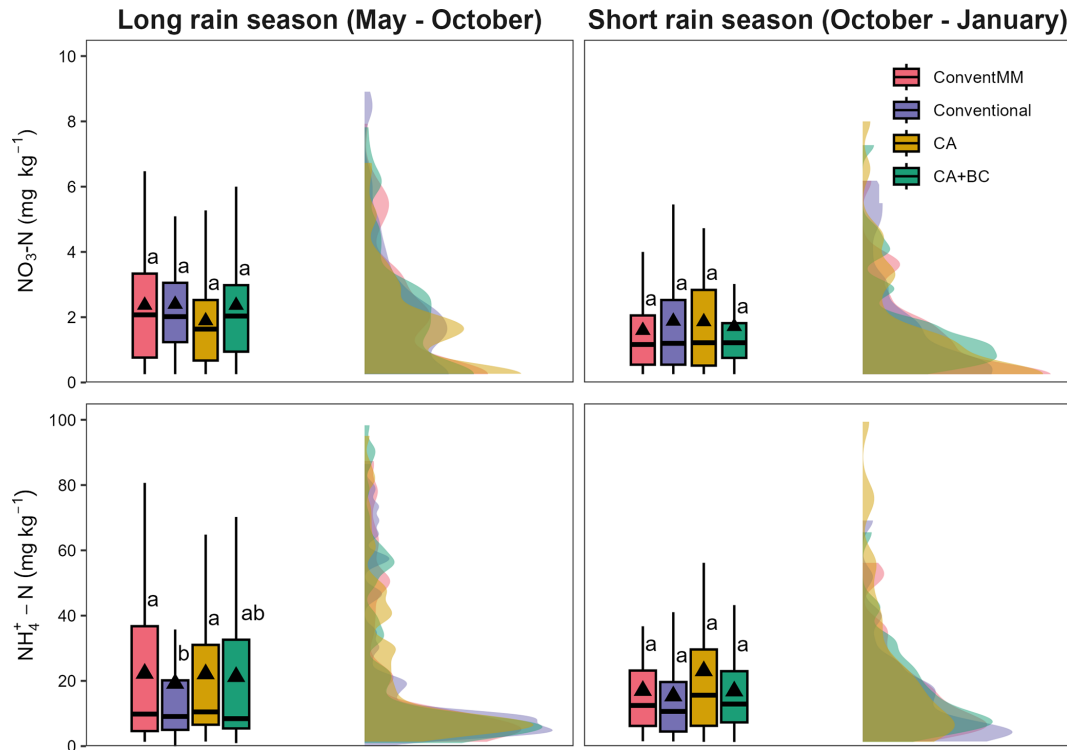 Long rain season (May - October)
Short rain season (October - January)
NO₃-N (mg kg⁻¹)
10
8
6
4
2
0
a
a
a
a
a
a
a
a
ConventMM
Conventional
CA
CA+BC
NH₄⁺ – N (mg kg⁻¹)
100
80
60
40
20
0
a
b
a
ab
a
a
a
a